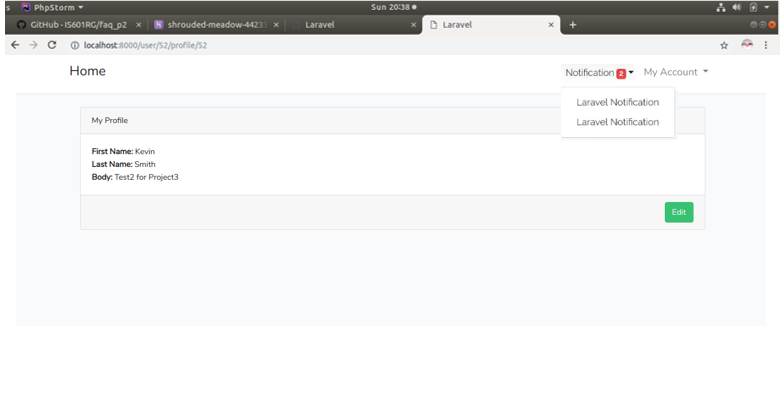 s PhpStorm Sun 20:38
GitHub - IS601RG/faq_p2 shrouded-meadow-4423 Laravel Laravel
localhost:8000/user/52/profile/52
Home Notification 2 My Account
Laravel Notification
Laravel Notification
My Profile
First Name: Kevin
Last Name: Smith
Body: Test2 for Project3
Edit